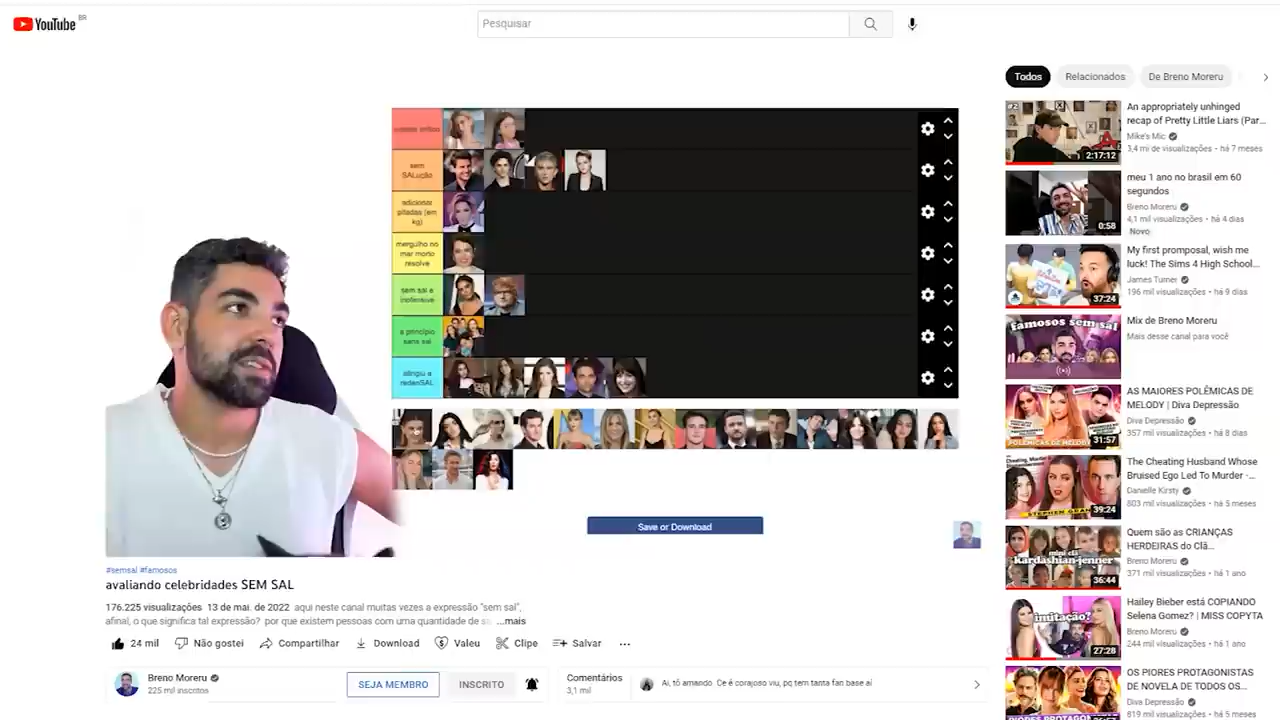 YouTube BR
Pesquisar
Todos
Relacionados
De Breno Moreru
sem
SALução
adicionar
pitadas (em
kg)
mergulho no
mar morto
resolve
sem sal e
inofensivo
a princípio
sans sal
atingiu a
redenSAL
Save or Download
#semsal #famosos
avaliando celebridades SEM SAL
176.225 visualizações 13 de mai. de 2022 aqui neste canal muitas vezes a expressão "sem sal",
afinal, o que significa tal expressão? por que existem pessoas com uma quantidade de ...mais
24 mil
Não gostei
Compartilhar
Download
Valeu
Clipe
Salvar
Breno Moreru
225 mil inscritos
SEJA MEMBRO
INSCRITO
Comentários
3,1 mil
Ai, tô amando. Ce é corajoso viu, pq tem tanta fan base aí
#2
2:17:12
An appropriately unhinged
recap of Pretty Little Liars (Par...
Mike's Mic
3,4 mi de visualizações • há 7 meses
0:58
meu 1 ano no brasil em 60
segundos
Breno Moreru
4,1 mil visualizações • há 4 dias
Novo
37:24
My first promposal, wish me
luck! The Sims 4 High School...
James Turner
196 mil visualizações • há 9 dias
famosos sem sal
Mix de Breno Moreru
Mais desse canal para você
31:57
AS MAIORES POLÊMICAS DE
MELODY | Diva Depressão
Diva Depressão
357 mil visualizações • há 8 dias
39:24
The Cheating Husband Whose
Bruised Ego Led To Murder -...
Danielle Kirsty
803 mil visualizações • há 5 meses
mini clã
kardashian-jenner
36:44
Quem são as CRIANÇAS
HERDEIRAS do Clã...
Breno Moreru
371 mil visualizações • há 1 ano
imitação?
27:28
Hailey Bieber está COPIANDO
Selena Gomez? | MISS COPYTA
Breno Moreru
244 mil visualizações • há 1 ano
OS PIORES PROTAGONISTAS
DE NOVELA DE TODOS OS...
Diva Depressão
819 mil visualizações • há 5 meses